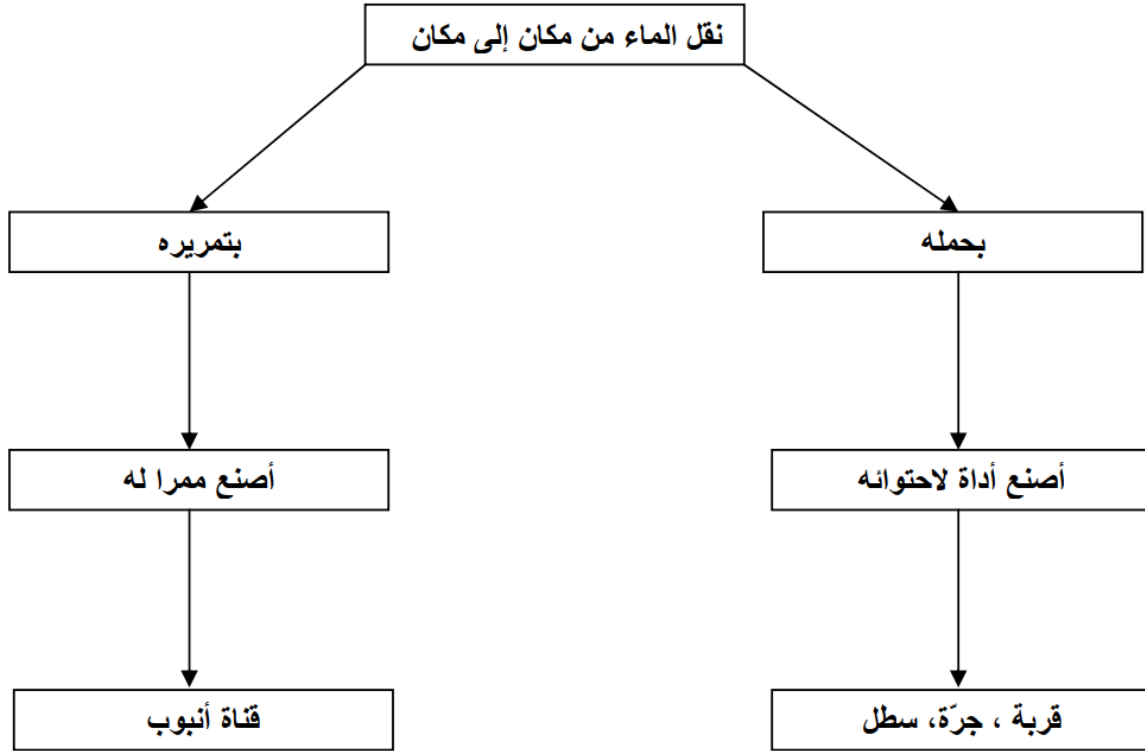 نقل الماء من مكان إلى مكان
بحمله
بتمريره
أصنع أداة لاحتوائه
أصنع ممرا له
قربة ، جرّة، سطل
قناة أنبوب